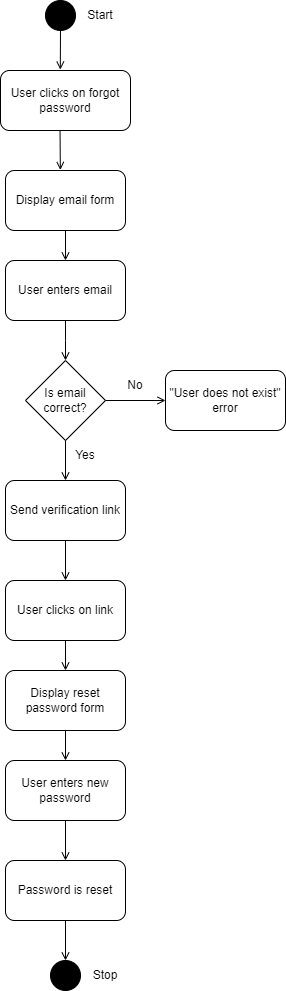 Start
User clicks on forgot
password
Display email form
User enters email
Is email
correct?
No
"User does not exist"
error
Yes
Send verification link
User clicks on link
Display reset
password form
User enters new
password
Password is reset
Stop